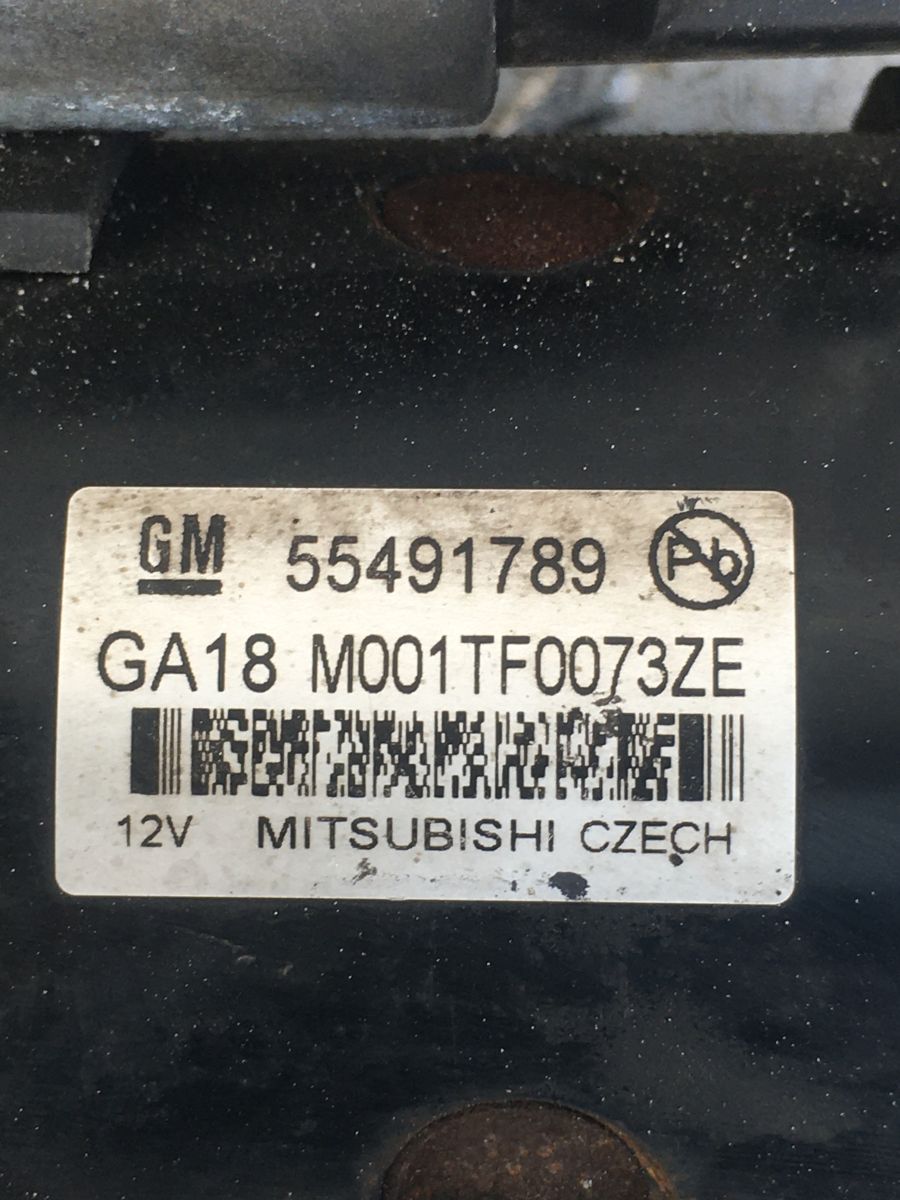 GM 55491789 Pb
GA18 M001TF0073ZE
12V MITSUBISHI CZECH